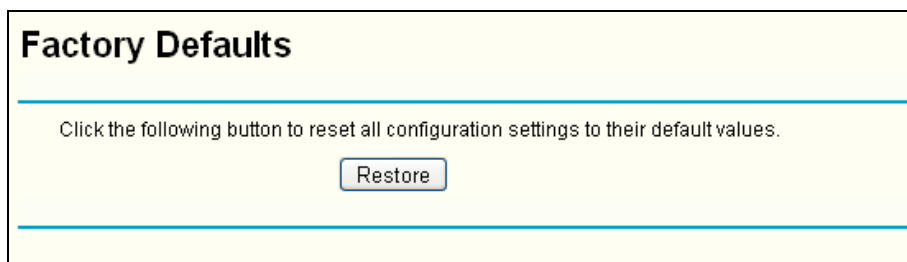 Factory Defaults
Click the following button to reset all configuration settings to their default values.
Restore